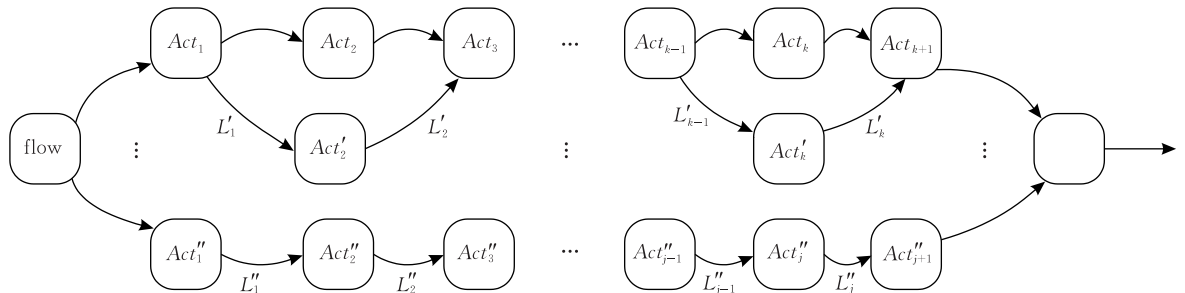 Act₁ Act₂ Act₃ ... Actₖ₋₁ Actₖ Actₖ₊₁
L′₁ L′₂ L′ₖ₋₁ L′ₖ
flow ⋮ Act′₂ ⋮ Act′ₖ ⋮
Act″₁ Act″₂ Act″₃ ... Act″ⱼ₋₁ Act″ⱼ Act″ⱼ₊₁
L″₁ L″₂ L″ⱼ₋₁ L″ⱼ